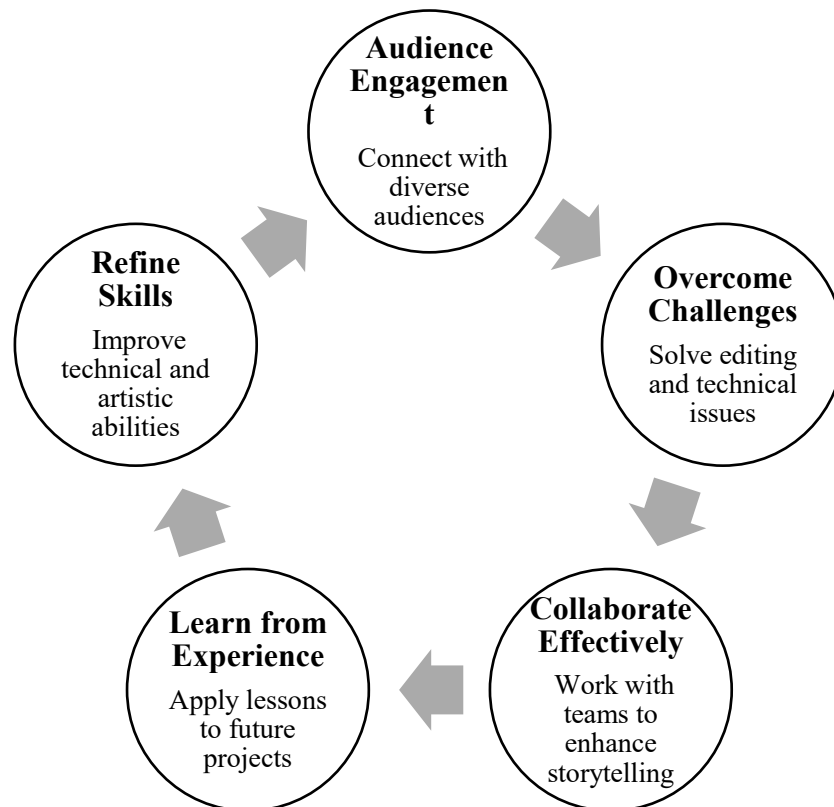 Audience
Engagemen
t
Connect with
diverse
audiences
Overcome
Challenges
Solve editing
and technical
issues
Collaborate
Effectively
Work with
teams to
enhance
storytelling
Learn from
Experience
Apply lessons
to future
projects
Refine
Skills
Improve
technical and
artistic
abilities